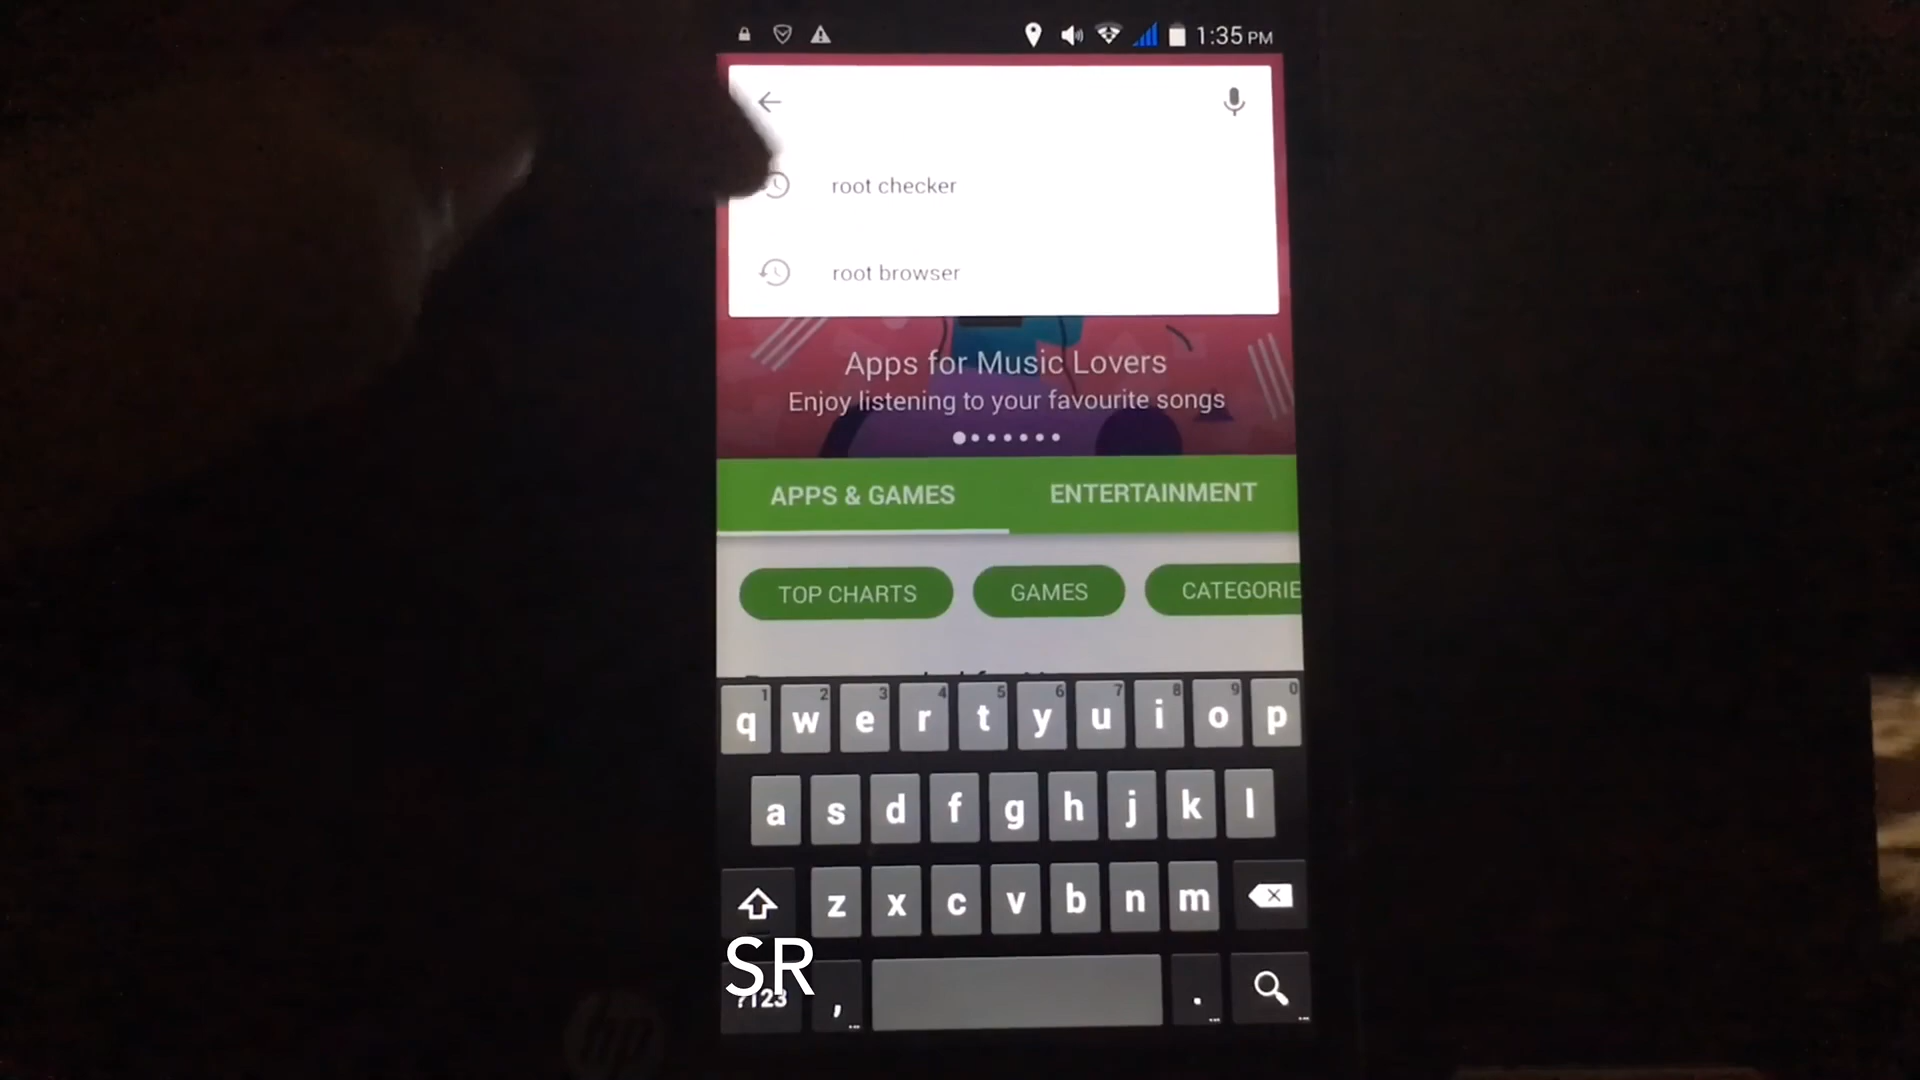 1:35 PM
root checker
root browser
Apps for Music Lovers
Enjoy listening to your favourite songs
APPS & GAMES ENTERTAINMENT
TOP CHARTS GAMES CATEGORIE
1 2 3 4 5 6 7 8 9 0
q w e r t y u i o p
a s d f g h j k l
z x c v b n m
SR
?123 , .
hp